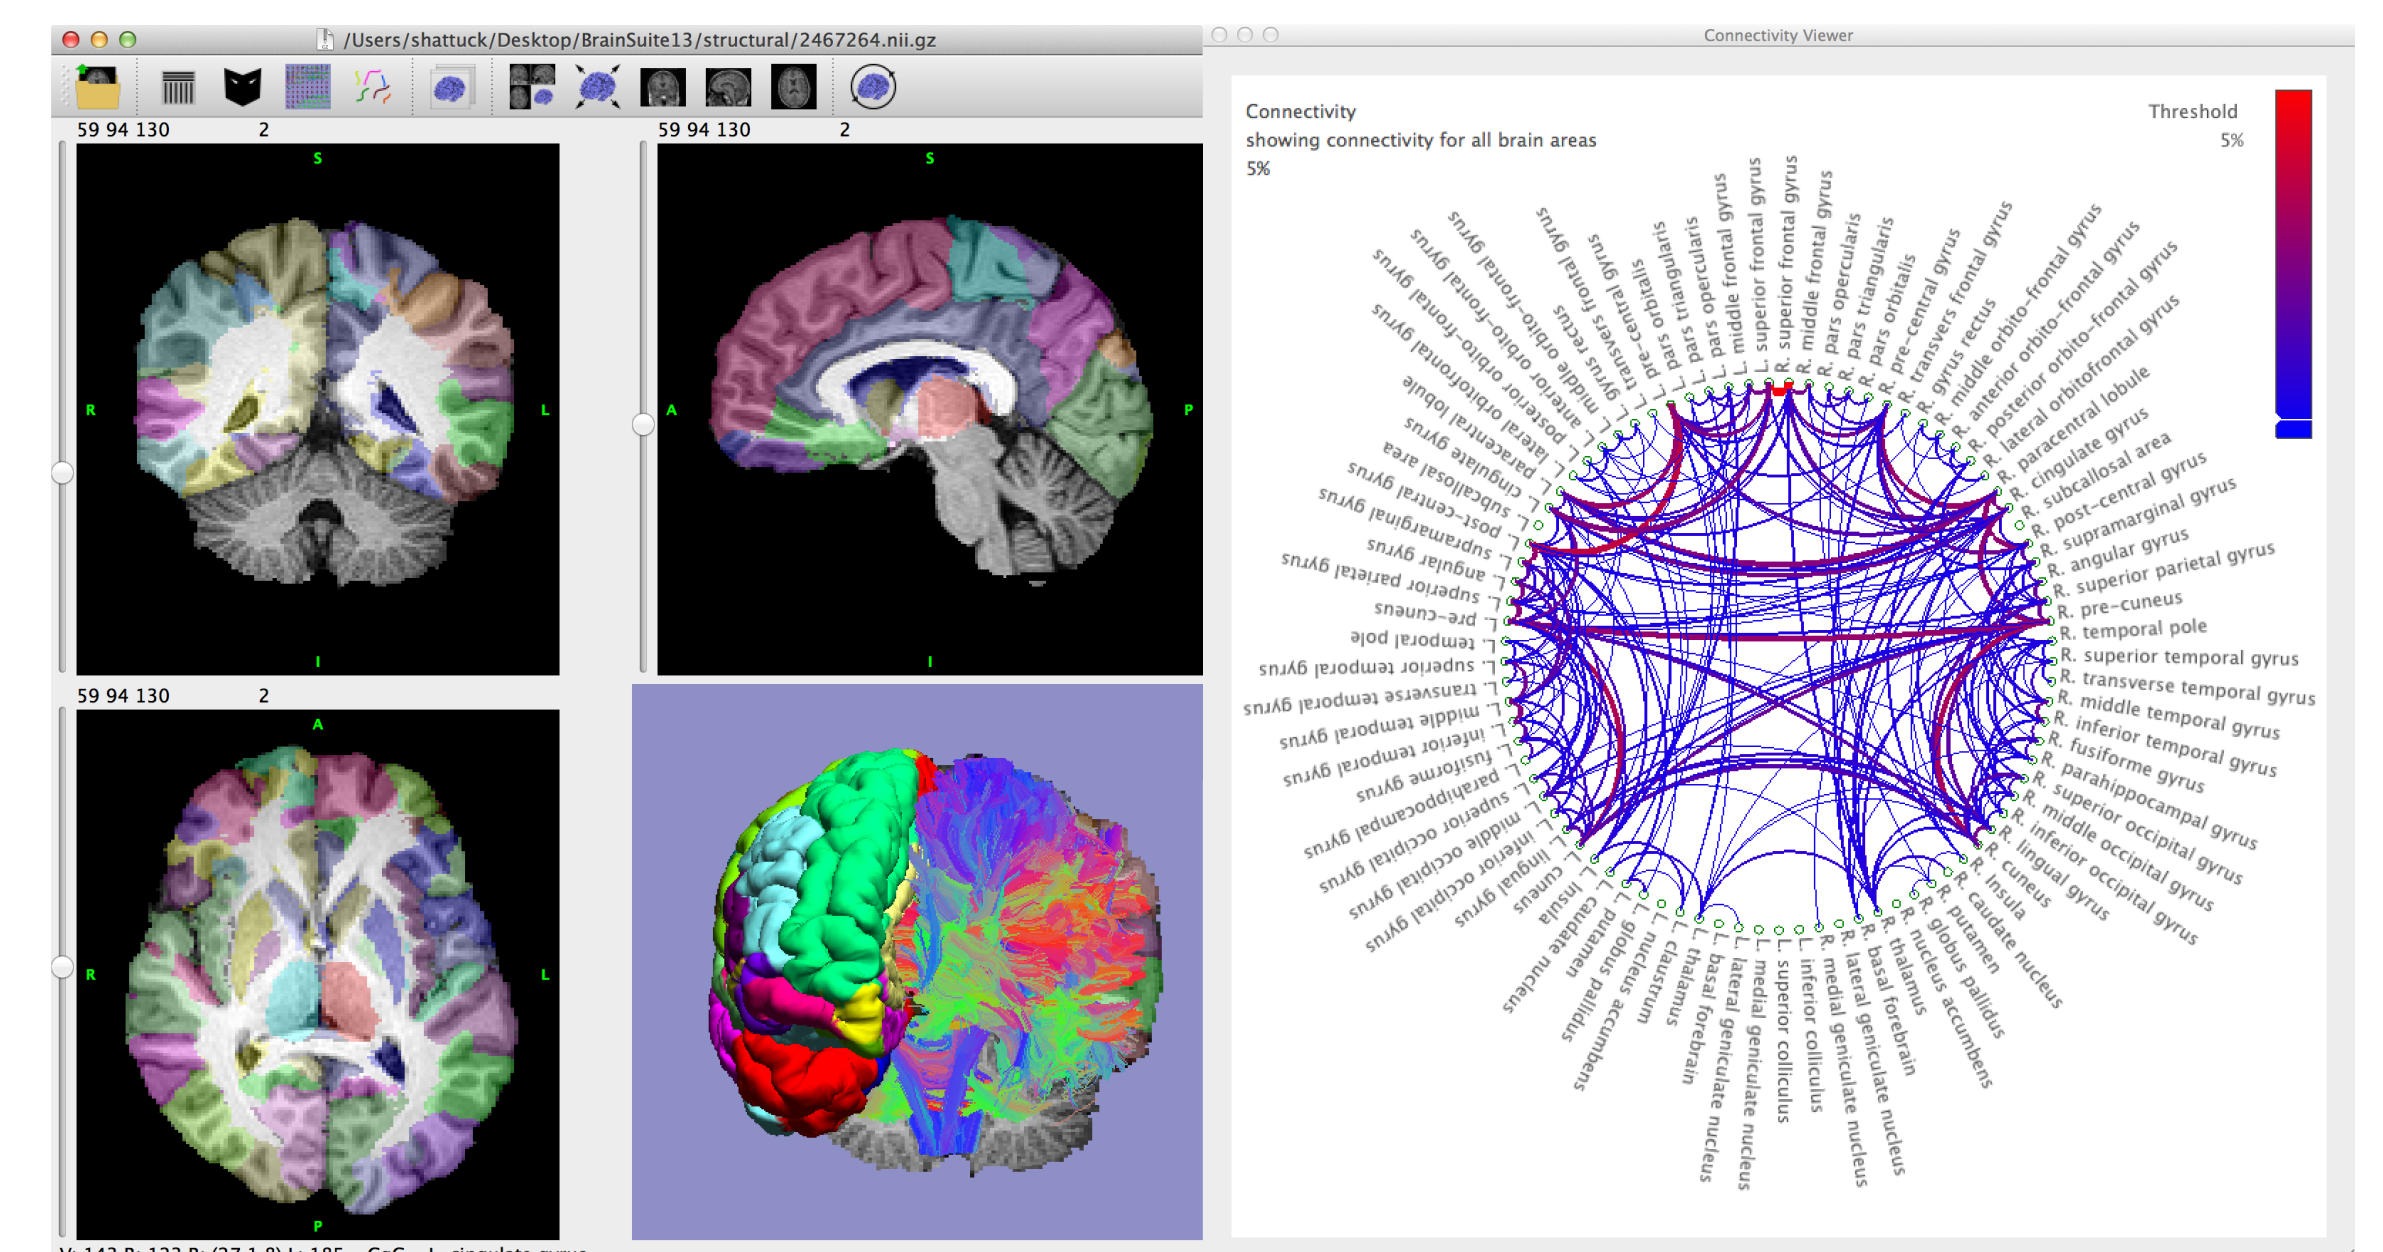 /Users/shattuck/Desktop/BrainSuite13/structural/2467264.nii.gz
59 94 130 2
59 94 130 2
S
R
L
I
S
A
P
I
59 94 130 2
A
R
L
P
Connectivity Viewer
Connectivity
showing connectivity for all brain areas
5%
Threshold
5%
R. superior frontal gyrus
R. middle frontal gyrus
R. pars opercularis
R. pars triangularis
R. pars orbitalis
R. pre-central gyrus
R. transvers frontal gyrus
R. gyrus rectus
R. middle orbito-frontal gyrus
R. anterior orbito-frontal gyrus
R. posterior orbito-frontal gyrus
R. lateral orbitofrontal gyrus
R. paracentral lobule
R. cingulate gyrus
R. subcallosal area
R. post-central gyrus
R. supramarginal gyrus
R. angular gyrus
R. superior parietal gyrus
R. pre-cuneus
R. temporal pole
R. superior temporal gyrus
R. transverse temporal gyrus
R. middle temporal gyrus
R. inferior temporal gyrus
R. fusiforme gyrus
R. parahippocampal gyrus
R. superior occipital gyrus
R. middle occipital gyrus
R. inferior occipital gyrus
R. lingual gyrus
R. cuneus
R. Insula
R. caudate nucleus
R. putamen
R. globus pallidus
R. nucleus accumbens
R. thalamus
R. basal forebrain
R. lateral geniculate nucleus
R. medial geniculate nucleus
L. inferior colliculus
L. superior colliculus
L. medial geniculate nucleus
L. lateral geniculate nucleus
L. basal forebrain
L. thalamus
L. claustrum
L. nucleus accumbens
L. globus pallidus
L. putamen
L. caudate nucleus
L. Insula
L. cuneus
L. lingual gyrus
L. inferior occipital gyrus
L. middle occipital gyrus
L. superior occipital gyrus
L. parahippocampal gyrus
L. fusiforme gyrus
L. inferior temporal gyrus
L. middle temporal gyrus
L. transverse temporal gyrus
L. superior temporal gyrus
L. temporal pole
L. pre-cuneus
L. superior parietal gyrus
L. angular gyrus
L. supramarginal gyrus
L. post-central gyrus
L. subcallosal area
L. cingulate gyrus
L. paracentral lobule
L. lateral orbitofrontal gyrus
L. posterior orbito-frontal gyrus
L. anterior orbito-frontal gyrus
L. middle orbito-frontal gyrus
L. gyrus rectus
L. transvers frontal gyrus
L. pre-central gyrus
L. pars orbitalis
L. pars triangularis
L. pars opercularis
L. middle frontal gyrus
L. superior frontal gyrus